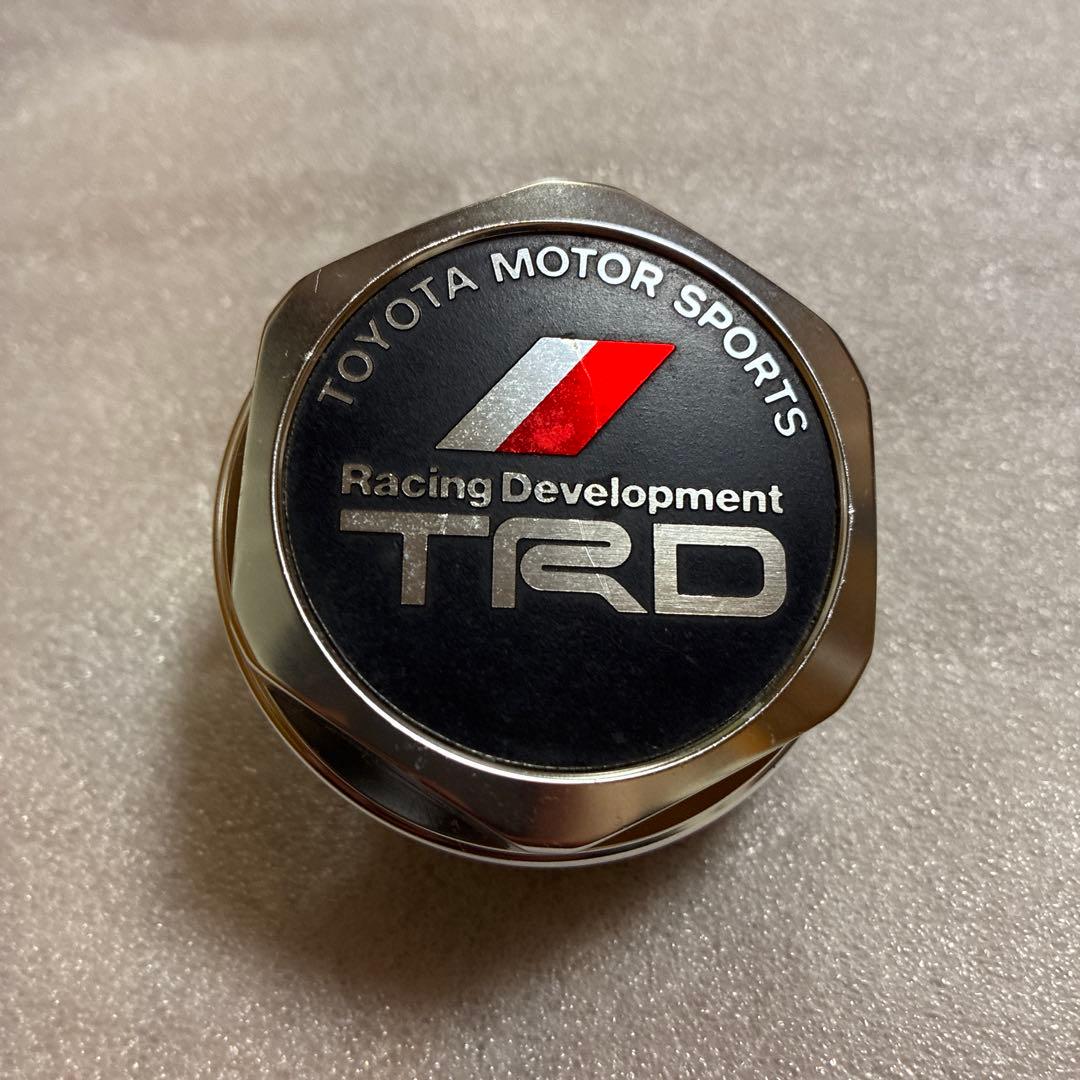 TOYOTA MOTOR SPORTS
Racing Development
TRD